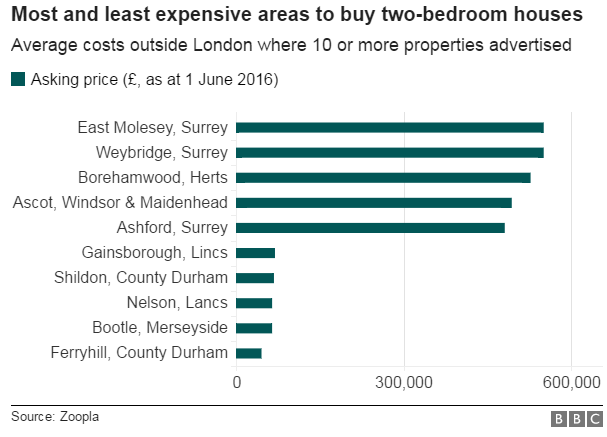 Most and least expensive areas to buy two-bedroom houses
Average costs outside London where 10 or more properties advertised
Asking price (£, as at 1 June 2016)
East Molesey, Surrey
Weybridge, Surrey
Borehamwood, Herts
Ascot, Windsor & Maidenhead
Ashford, Surrey
Gainsborough, Lincs
Shildon, County Durham
Nelson, Lancs
Bootle, Merseyside
Ferryhill, County Durham
0 300,000 600,000
Source: Zoopla BBC